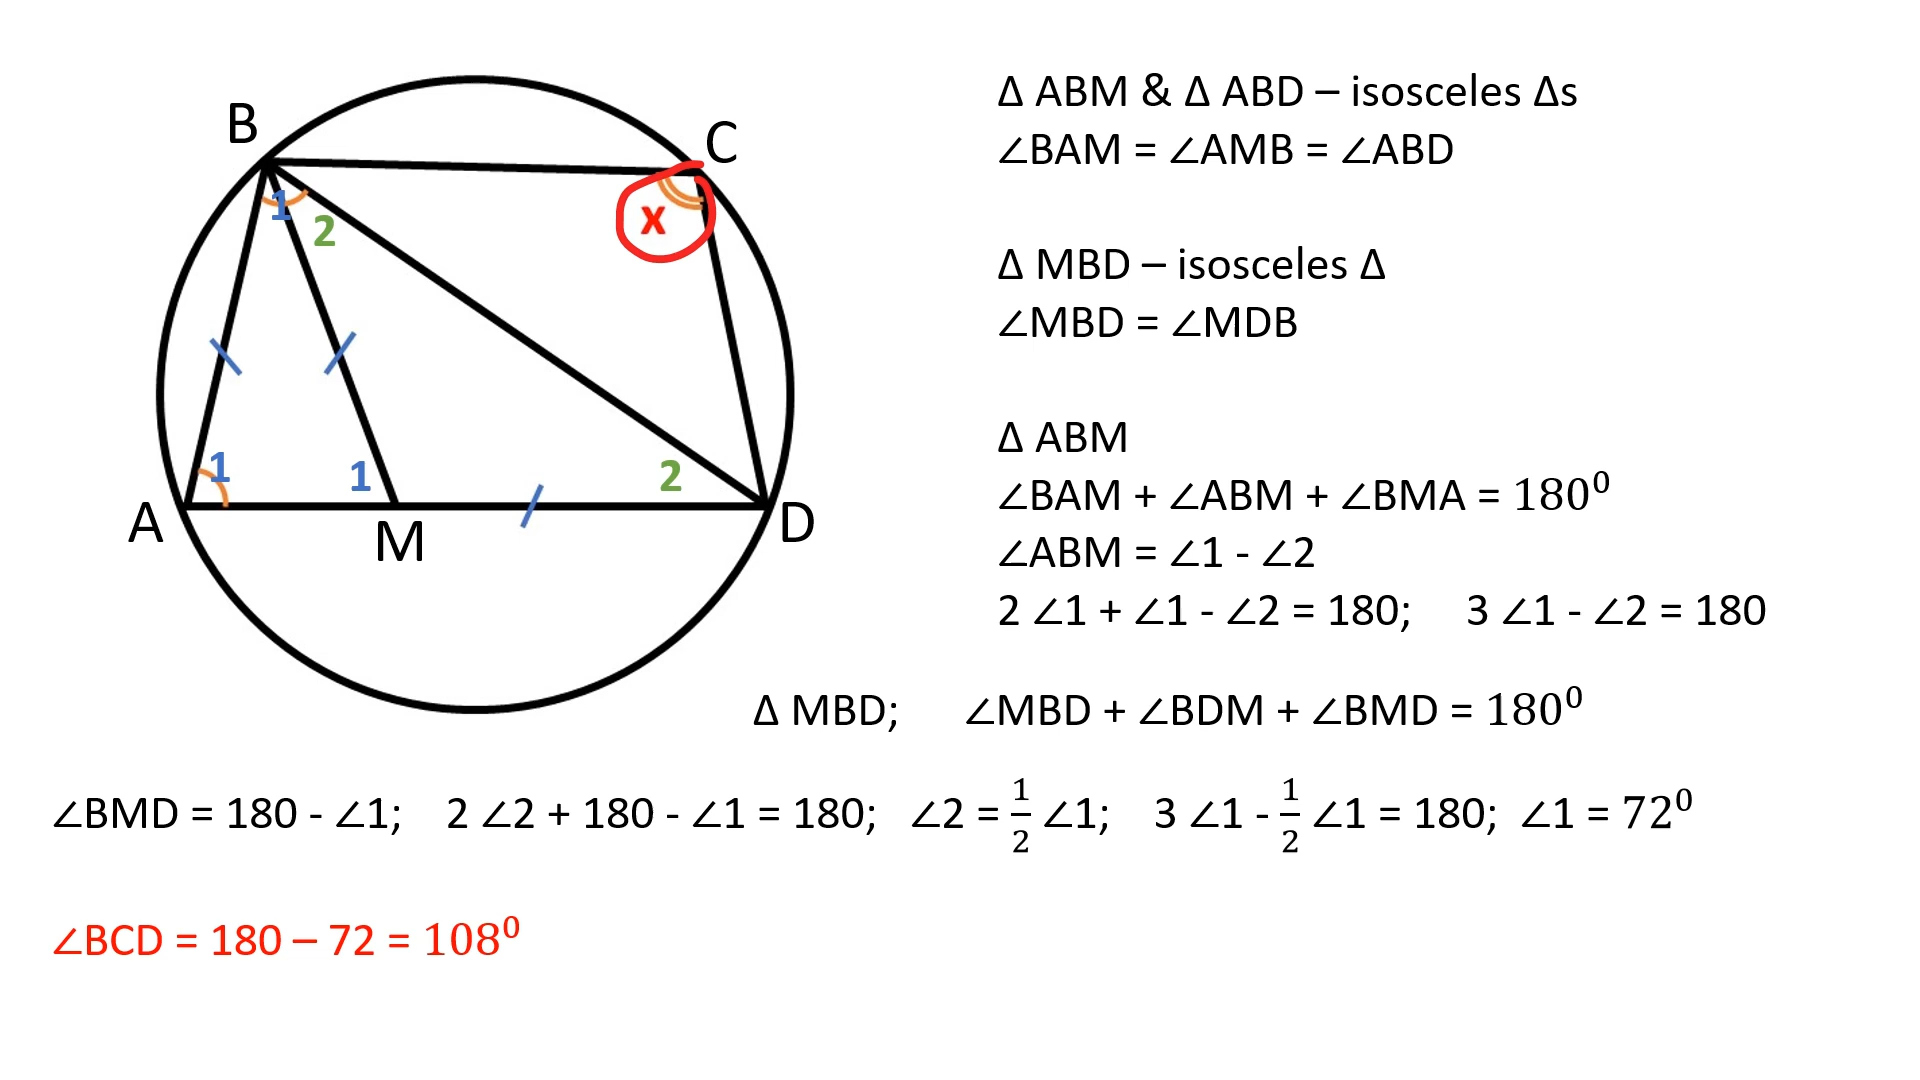 B
C
1
2
x
1
1
2
A
M
D
Δ ABM & Δ ABD – isosceles Δs
∠BAM = ∠AMB = ∠ABD
Δ MBD – isosceles Δ
∠MBD = ∠MDB
Δ ABM
∠BAM + ∠ABM + ∠BMA = 180⁰
∠ABM = ∠1 - ∠2
2 ∠1 + ∠1 - ∠2 = 180; 3 ∠1 - ∠2 = 180
Δ MBD; ∠MBD + ∠BDM + ∠BMD = 180⁰
∠BMD = 180 - ∠1; 2 ∠2 + 180 - ∠1 = 180; ∠2 = 1/2 ∠1; 3 ∠1 - 1/2 ∠1 = 180; ∠1 = 72⁰
∠BCD = 180 – 72 = 108⁰